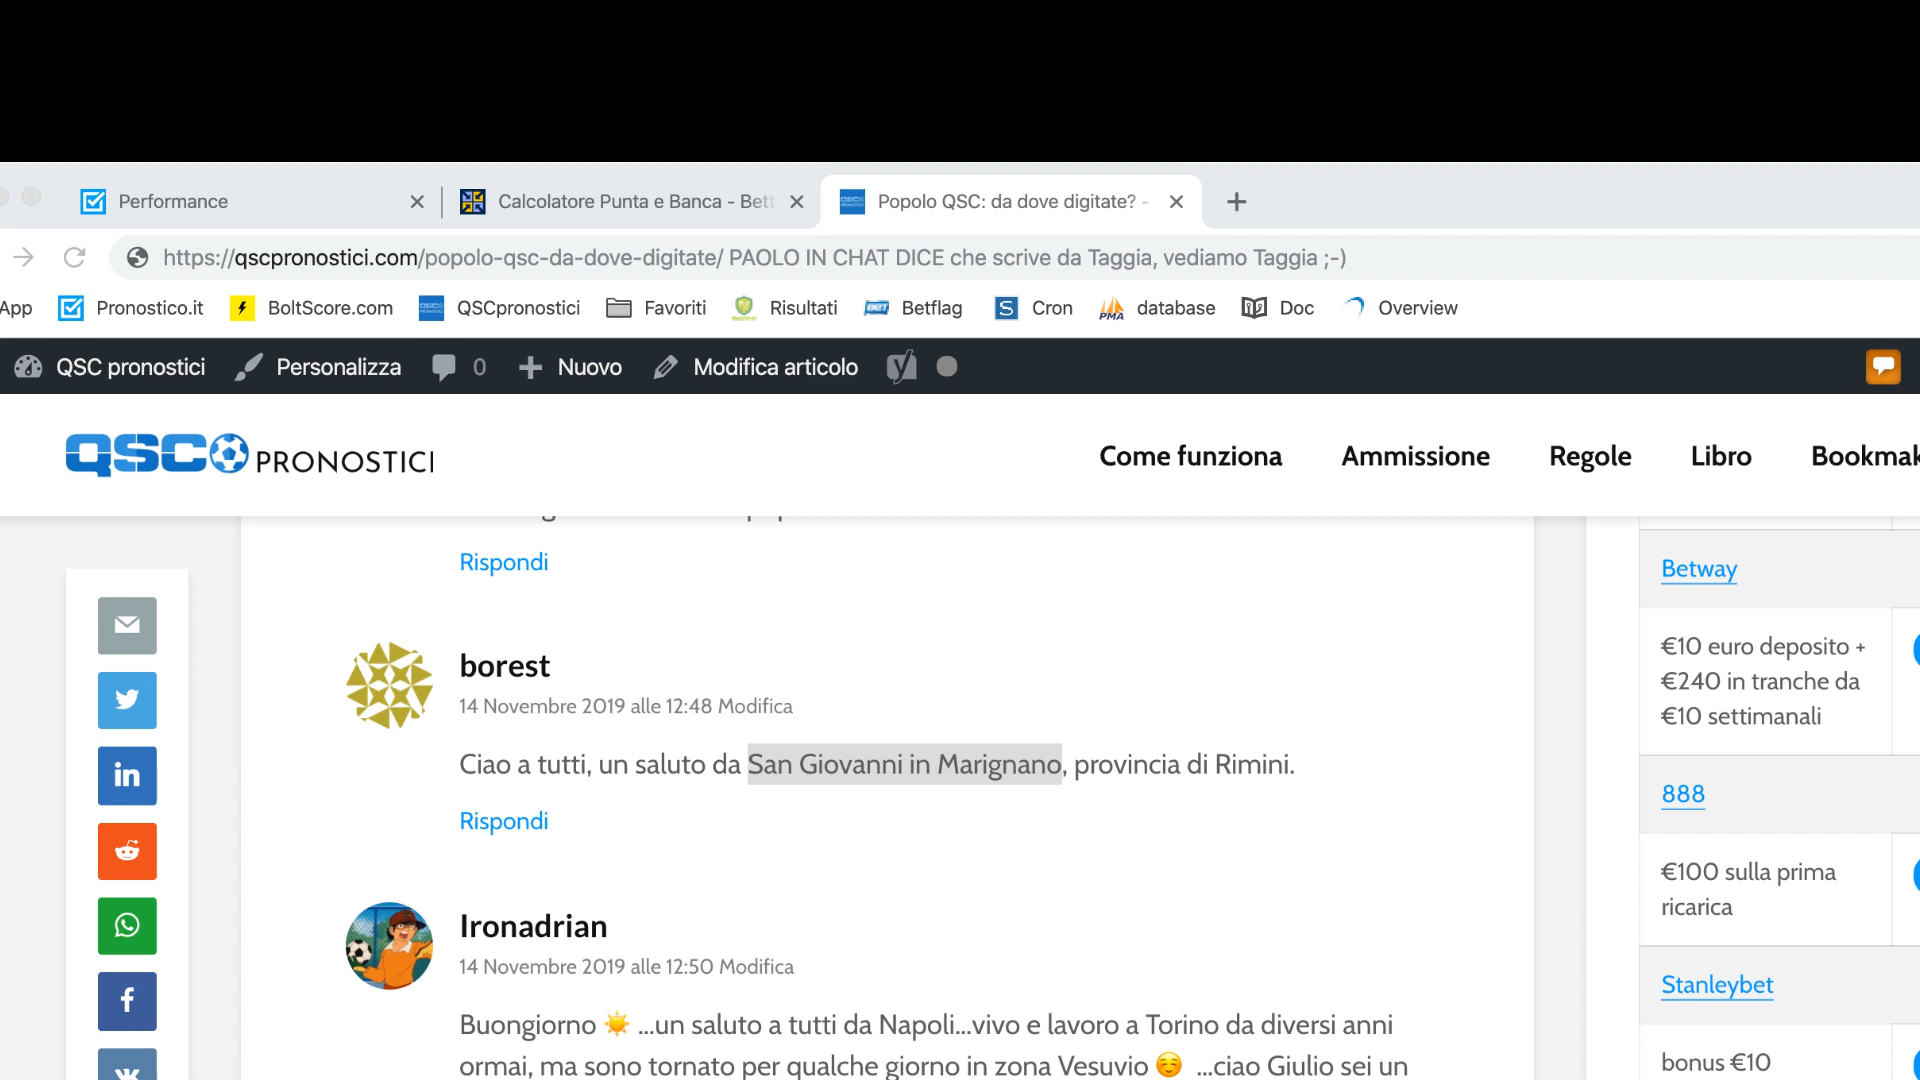 Performance
Calcolatore Punta e Banca - Bett
Popolo QSC: da dove digitate? -
https://qscpronostici.com/popolo-qsc-da-dove-digitate/ PAOLO IN CHAT DICE che scrive da Taggia, vediamo Taggia ;-)
App Pronostico.it BoltScore.com QSCpronostici Favoriti Risultati Betflag Cron database Doc Overview
QSC pronostici Personalizza 0 Nuovo Modifica articolo
QSC PRONOSTICI
Come funziona Ammissione Regole Libro Bookmak
Rispondi
borest
14 Novembre 2019 alle 12:48 Modifica
Ciao a tutti, un saluto da San Giovanni in Marignano, provincia di Rimini.
Rispondi
Ironadrian
14 Novembre 2019 alle 12:50 Modifica
Buongiorno ☀️ ...un saluto a tutti da Napoli...vivo e lavoro a Torino da diversi anni
ormai, ma sono tornato per qualche giorno in zona Vesuvio ☺️ ...ciao Giulio sei un
Betway
€10 euro deposito +
€240 in tranche da
€10 settimanali
888
€100 sulla prima
ricarica
Stanleybet
bonus €10